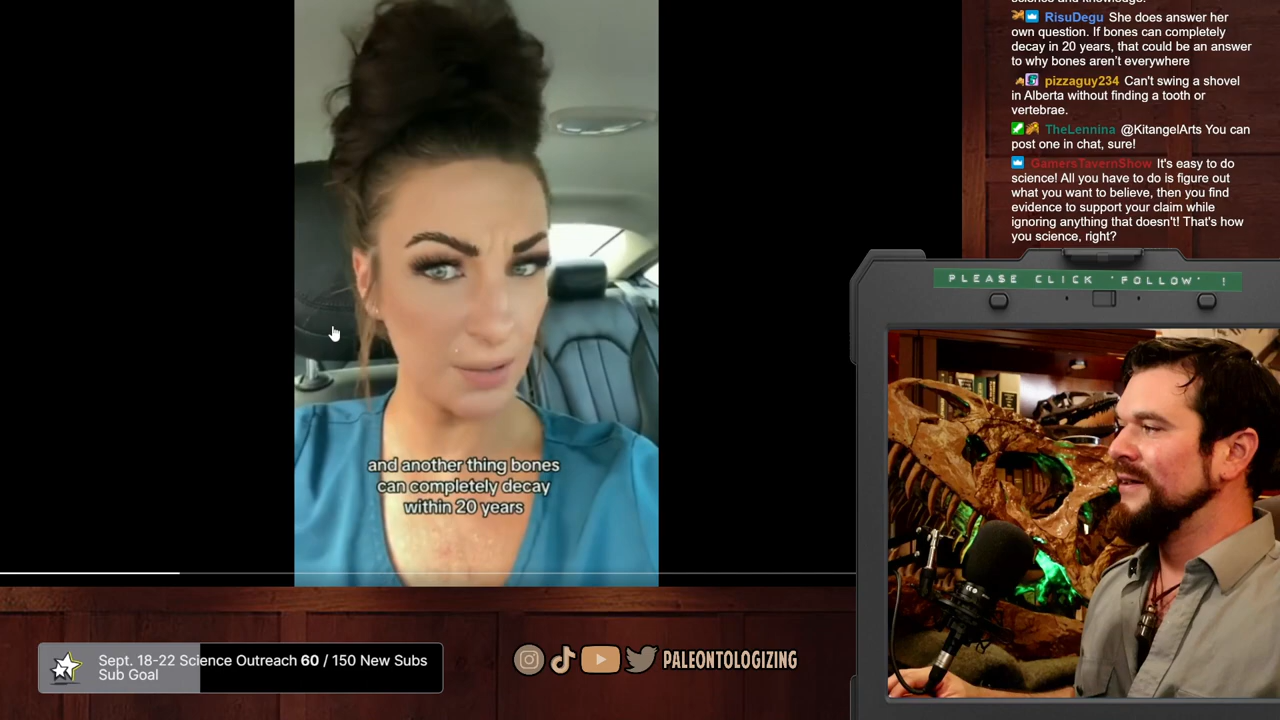 science and knowledge.
RisuDegu She does answer her
own question. If bones can completely
decay in 20 years, that could be an answer
to why bones aren't everywhere
pizzaguy234 Can't swing a shovel
in Alberta without finding a tooth or
vertebrae.
TheLennina @KitangelArts You can
post one in chat, sure!
GamersTavernShow It's easy to do
science! All you have to do is figure out
what you want to believe, then you find
evidence to support your claim while
ignoring anything that doesn't! That's how
you science, right?
PLEASE CLICK 'FOLLOW' !
and another thing bones
can completely decay
within 20 years
Sept. 18-22 Science Outreach 60 / 150 New Subs
Sub Goal
PALEONTOLOGIZING